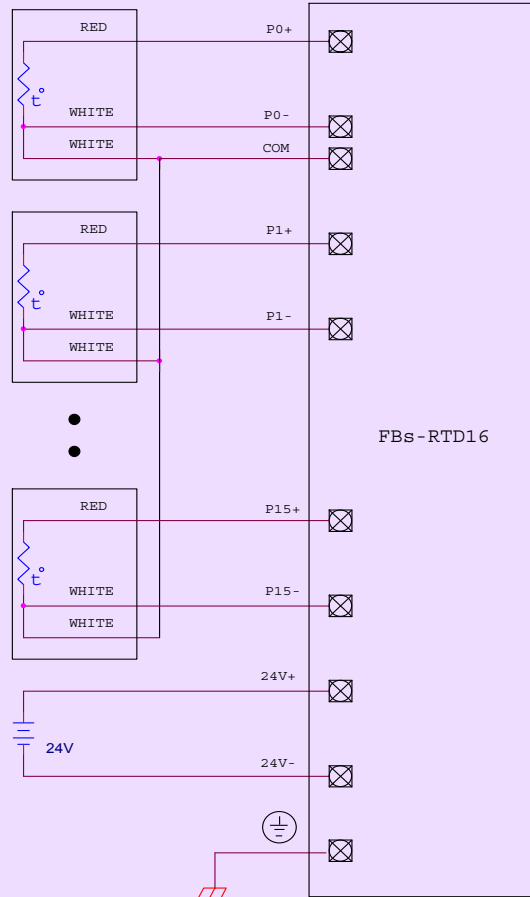 RED P0+
t°
WHITE P0-
WHITE COM
RED P1+
t°
WHITE P1-
WHITE
FBs-RTD16
RED P15+
t°
WHITE P15-
WHITE
24V+
24V
24V-